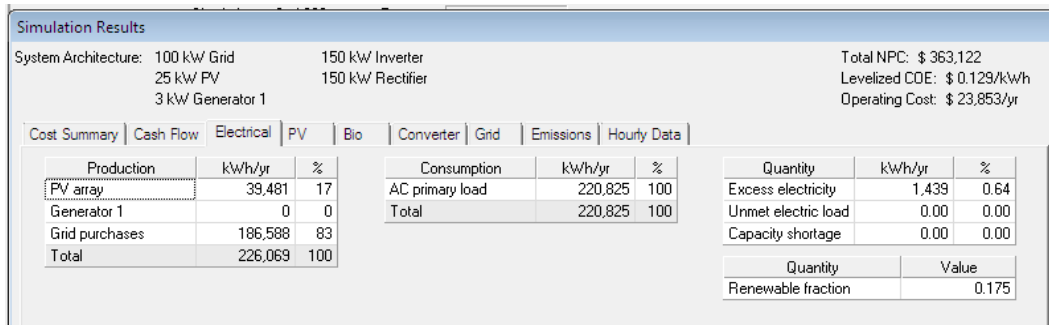 Simulation Results
System Architecture: 100 kW Grid 150 kW Inverter Total NPC: $ 363,122
25 kW PV 150 kW Rectifier Levelized COE: $ 0.129/kWh
3 kW Generator 1 Operating Cost: $ 23,853/yr
Cost Summary Cash Flow Electrical PV Bio Converter Grid Emissions Hourly Data
Production kWh/yr % Consumption kWh/yr % Quantity kWh/yr %
PV array 39,481 17 AC primary load 220,825 100 Excess electricity 1,439 0.64
Generator 1 0 0 Total 220,825 100 Unmet electric load 0.00 0.00
Grid purchases 186,588 83 Capacity shortage 0.00 0.00
Total 226,069 100
Quantity Value
Renewable fraction 0.175